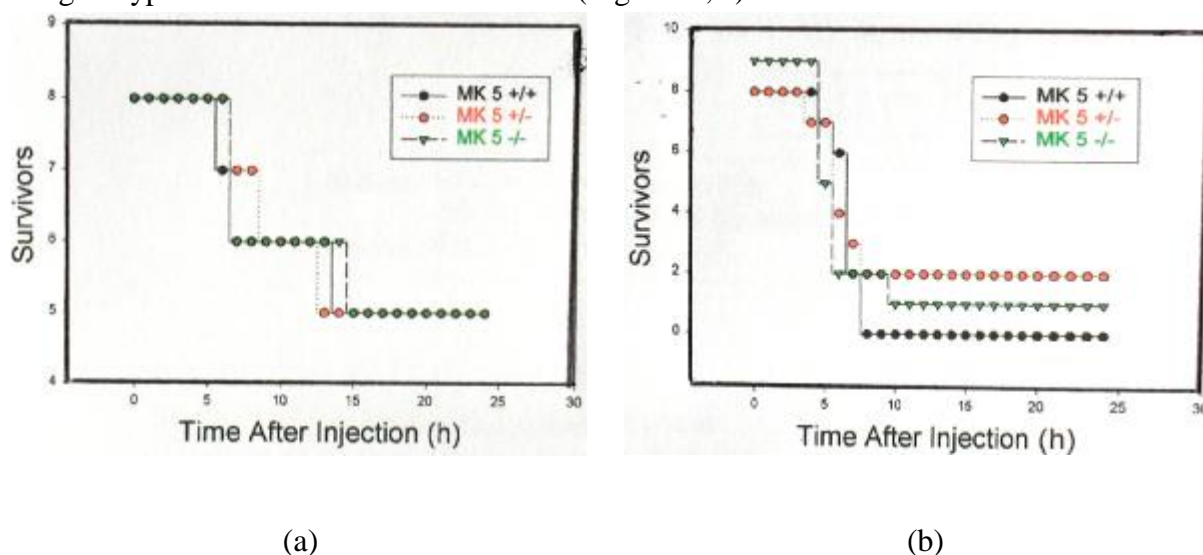 9
8
7
6
5
4
0 5 10 15 20 25 30
Survivors
Time After Injection (h)
MK 5 +/+
MK 5 +/-
MK 5 -/-
(a)
10
8
6
4
2
0
0 5 10 15 20 25 30
Survivors
Time After Injection (h)
MK 5 +/+
MK 5 +/-
MK 5 -/-
(b)